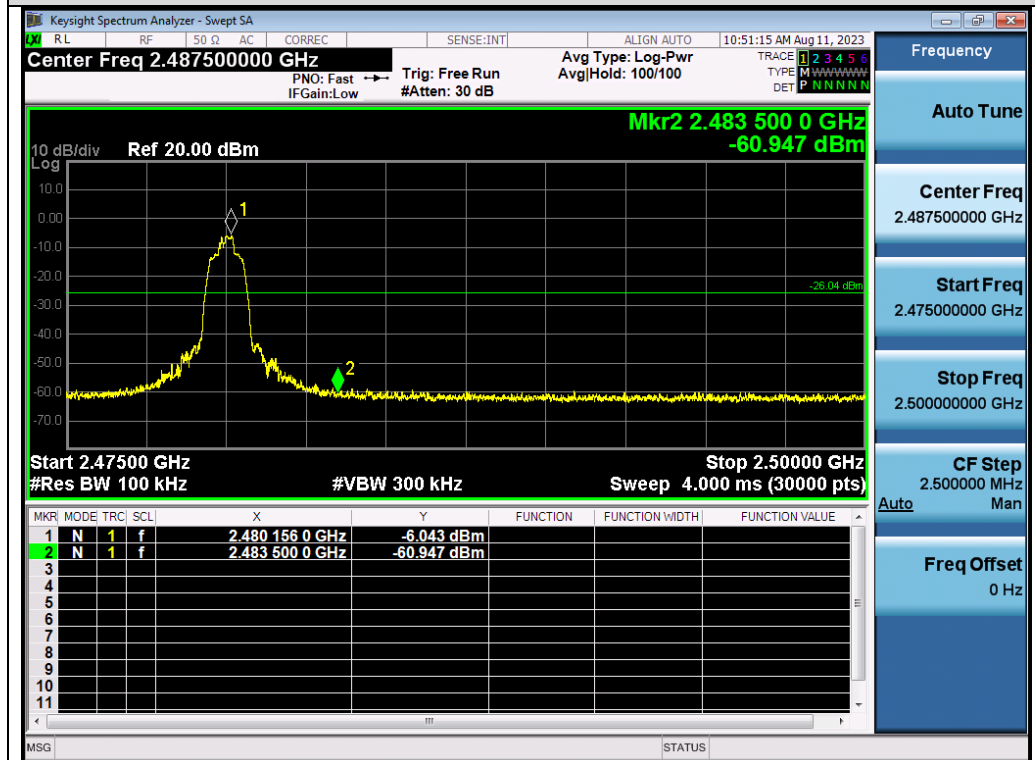 Keysight Spectrum Analyzer - Swept SA
LXI RL RF 50 Ω AC CORREC SENSE:INT ALIGN AUTO 10:51:15 AM Aug 11, 2023
Center Freq 2.487500000 GHz Avg Type: Log-Pwr TRACE 1 2 3 4 5 6
PNO: Fast Trig: Free Run Avg|Hold: 100/100 TYPE M WWWWW
IFGain:Low #Atten: 30 dB DET P N N N N N
Mkr2 2.483 500 0 GHz
-60.947 dBm
10 dB/div Ref 20.00 dBm
Log
10.0
0.00
-10.0
-20.0
-30.0
-40.0
-50.0
-60.0
-70.0
1
-26.04 dBm
2
Start 2.47500 GHz Stop 2.50000 GHz
#Res BW 100 kHz #VBW 300 kHz Sweep 4.000 ms (30000 pts)
MKR MODE TRC SCL X Y FUNCTION FUNCTION WIDTH FUNCTION VALUE
1 N 1 f 2.480 156 0 GHz -6.043 dBm
2 N 1 f 2.483 500 0 GHz -60.947 dBm
3
4
5
6
7
8
9
10
11
MSG STATUS
Frequency
Auto Tune
Center Freq
2.487500000 GHz
Start Freq
2.475000000 GHz
Stop Freq
2.500000000 GHz
CF Step
2.500000 MHz
Auto Man
Freq Offset
0 Hz